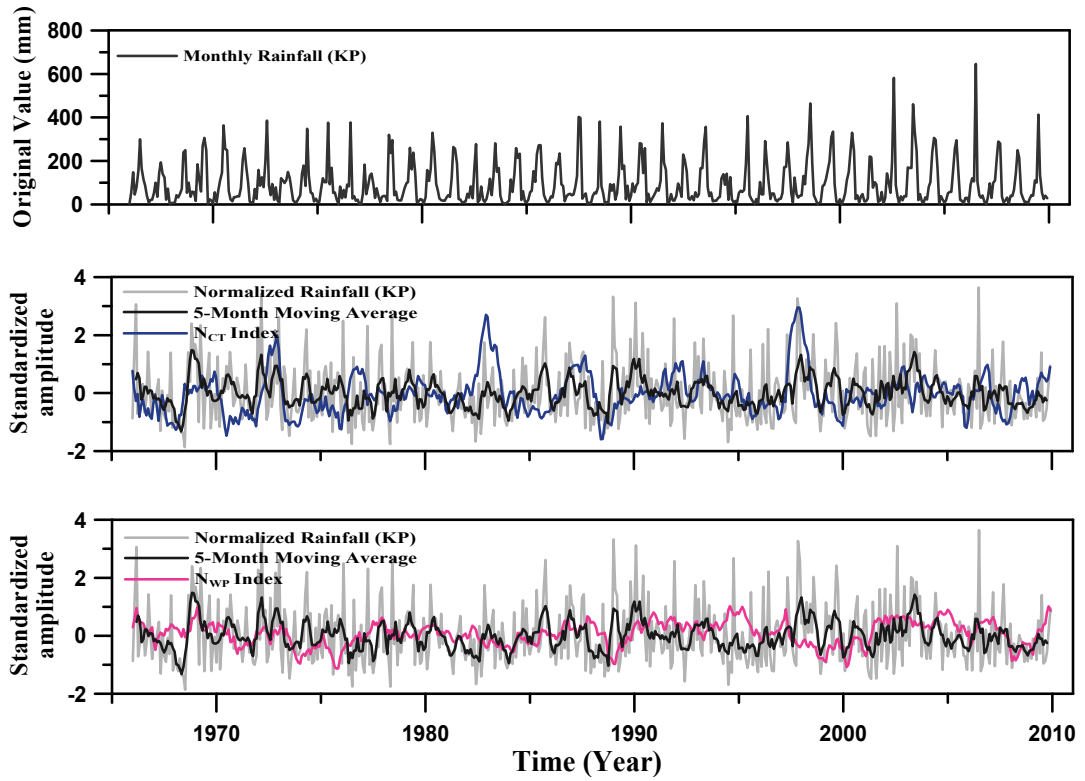 800
600
400
200
0
Original Value (mm)
Monthly Rainfall (KP)
4
2
0
-2
Standardized
amplitude
Normalized Rainfall (KP)
5-Month Moving Average
NCT Index
4
2
0
-2
Standardized
amplitude
Normalized Rainfall (KP)
5-Month Moving Average
NWP Index
1970
1980
1990
2000
2010
Time (Year)